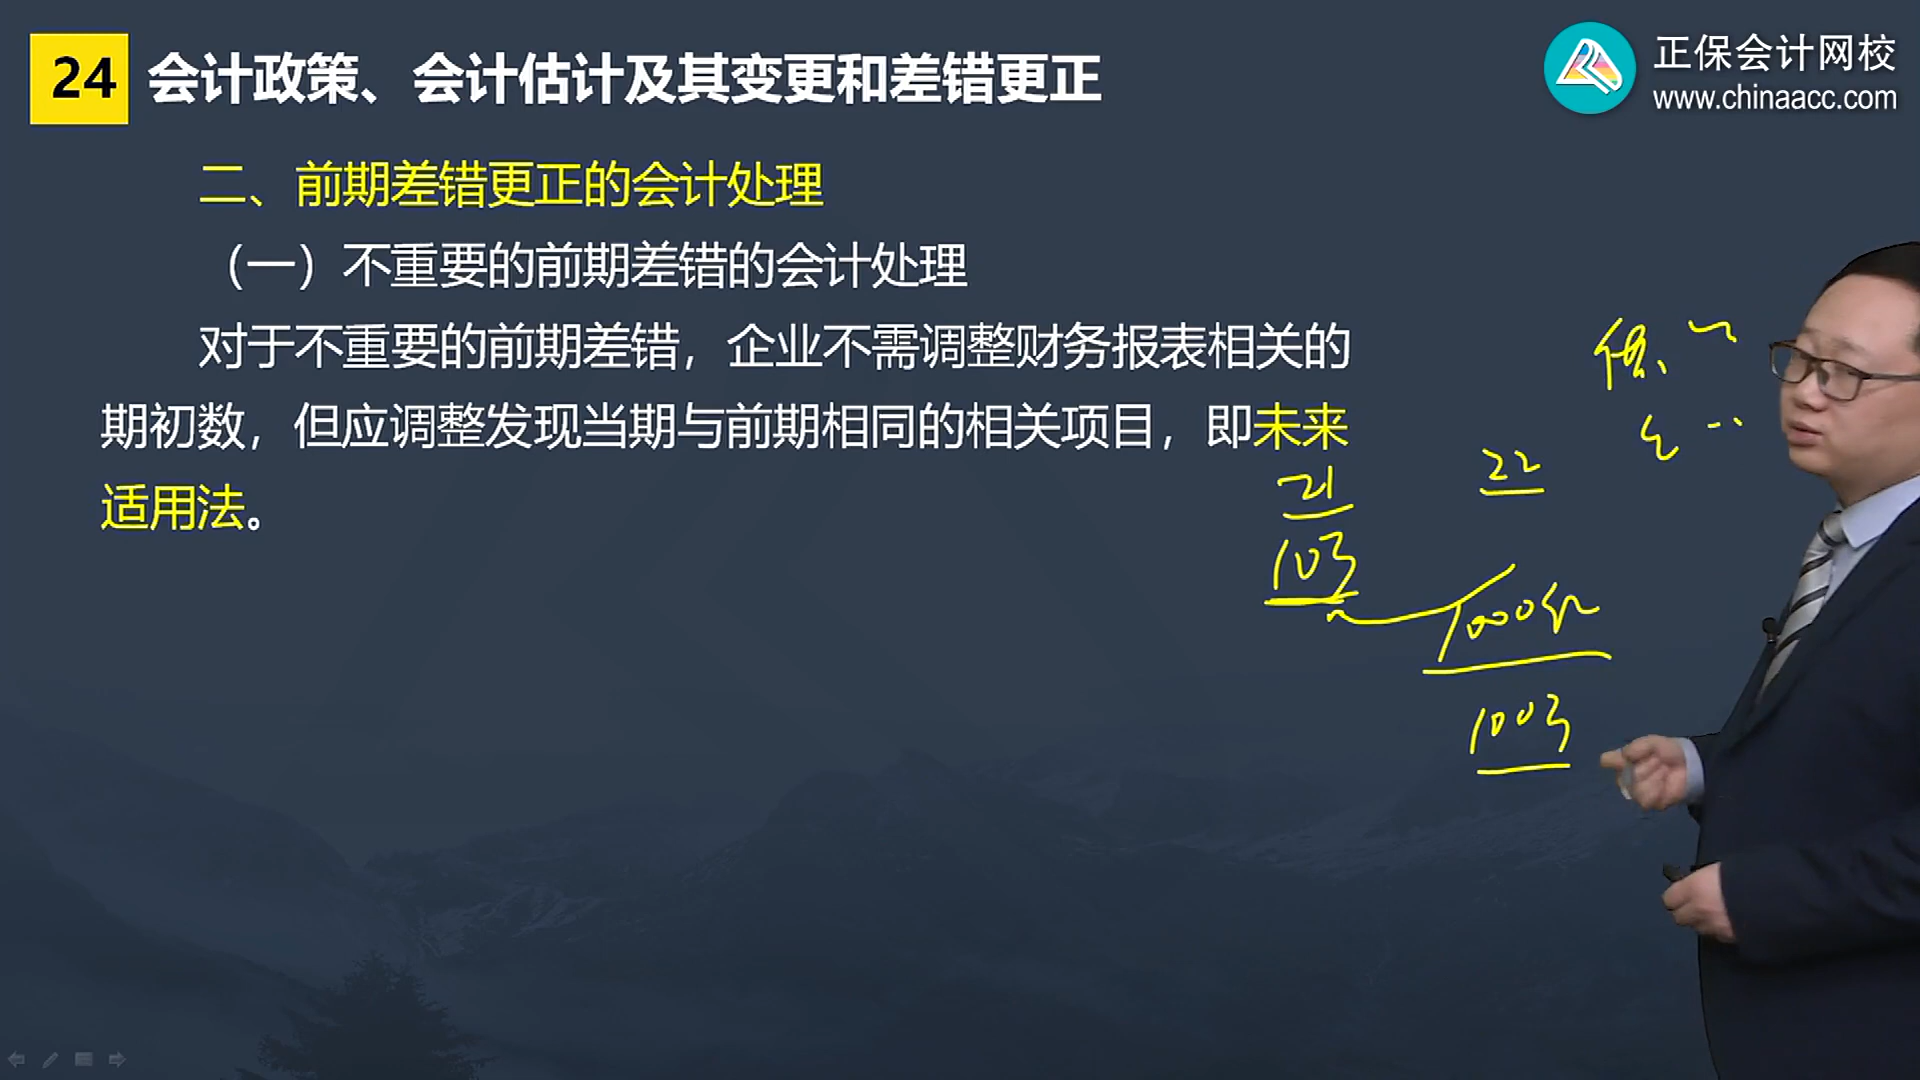 24 会计政策、会计估计及其变更和差错更正
正保会计网校
www.chinaacc.com
二、前期差错更正的会计处理
（一）不重要的前期差错的会计处理
对于不重要的前期差错，企业不需调整财务报表相关的
期初数，但应调整发现当期与前期相同的相关项目，即未来
适用法。
21
22